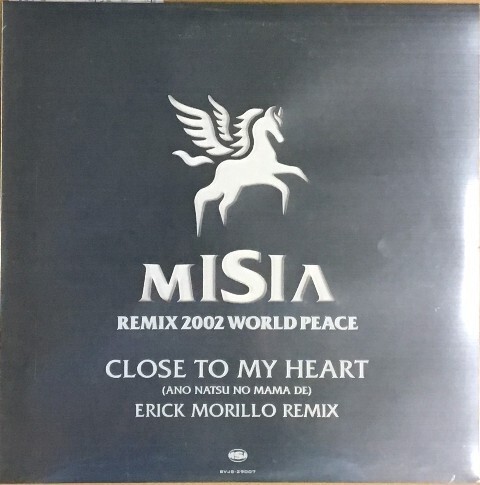 MISIA
REMIX 2002 WORLD PEACE
CLOSE TO MY HEART
(ANO NATSU NO MAMA DE)
ERICK MORILLO REMIX